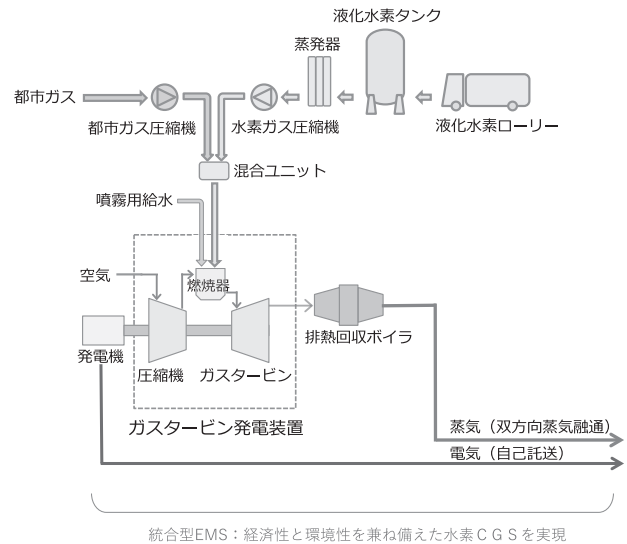 液化水素タンク
蒸発器
都市ガス
都市ガス圧縮機
水素ガス圧縮機
液化水素ローリー
混合ユニット
噴霧用給水
空気
燃焼器
排熱回収ボイラ
発電機
圧縮機
ガスタービン
ガスタービン発電装置
蒸気（双方向蒸気融通）
電気（自己託送）
統合型EMS：経済性と環境性を兼ね備えた水素ＣＧＳを実現